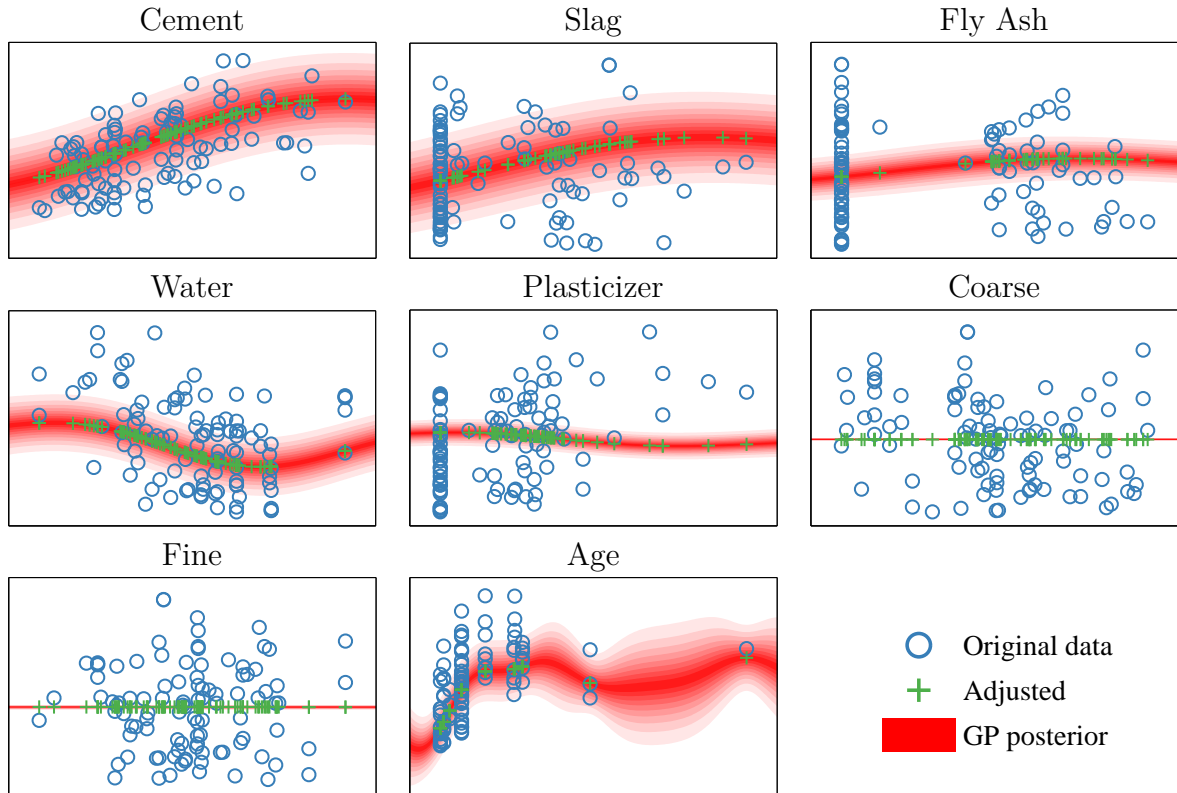 Cement
Slag
Fly Ash
Water
Plasticizer
Coarse
Fine
Age
Original data
Adjusted
GP posterior